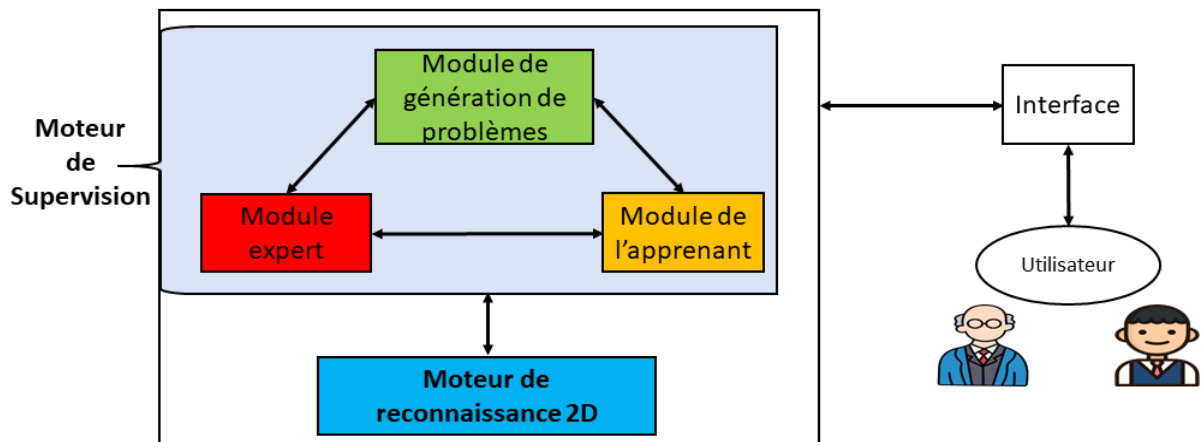 Moteur
de
Supervision
Module de
génération de
problèmes
Module
expert
Module de
l'apprenant
Moteur de
reconnaissance 2D
Interface
Utilisateur